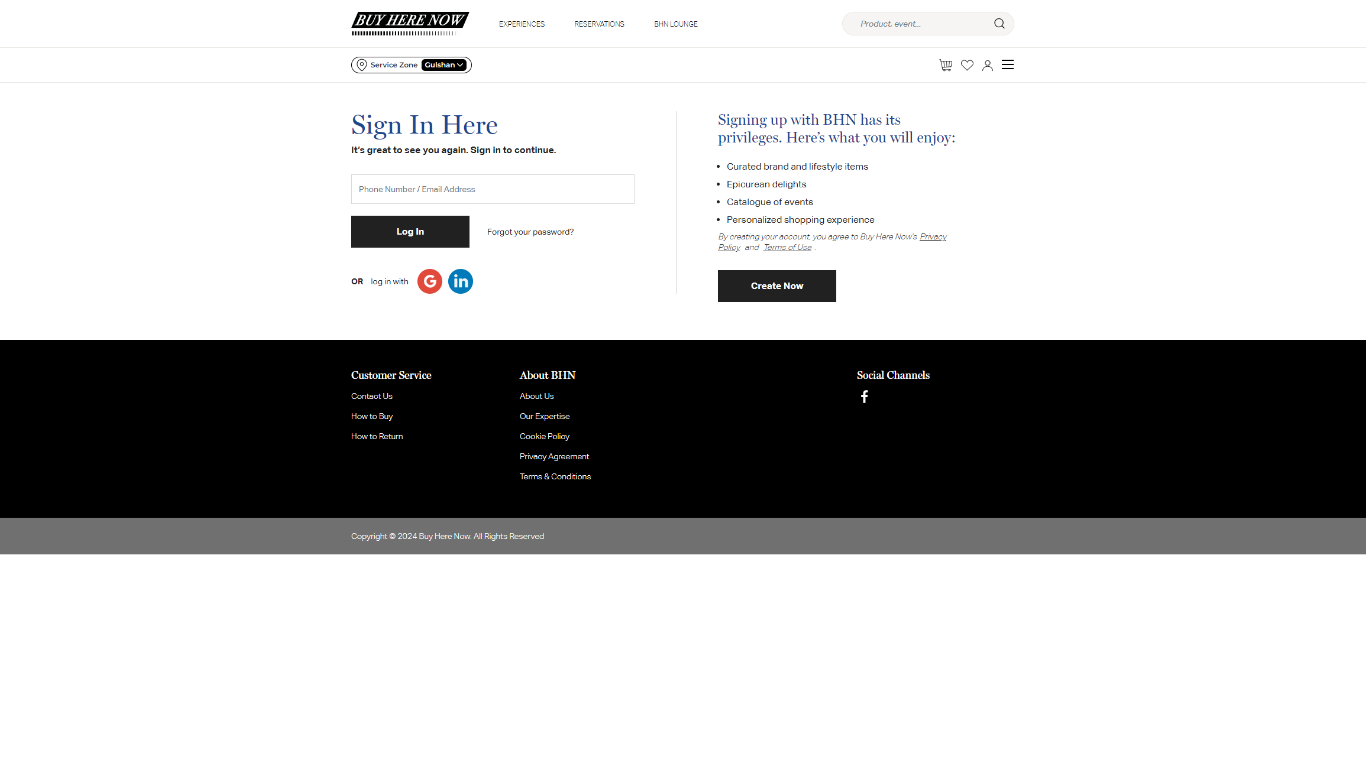 BUY HERE NOW
EXPERIENCES
RESERVATIONS
BHN LOUNGE
Product, event...
Service Zone Gulshan
Sign In Here
It's great to see you again. Sign in to continue.
Phone Number / Email Address
Log In
Forgot your password?
OR log in with
G
in
Signing up with BHN has its
privileges. Here's what you will enjoy:
• Curated brand and lifestyle items
• Epicurean delights
• Catalogue of events
• Personalized shopping experience
By creating your account, you agree to Buy Here Now's Privacy
Policy and Terms of Use .
Create Now
Customer Service
Contact Us
How to Buy
How to Return
About BHN
About Us
Our Expertise
Cookie Policy
Privacy Agreement
Terms & Conditions
Social Channels
f
Copyright © 2024 Buy Here Now. All Rights Reserved